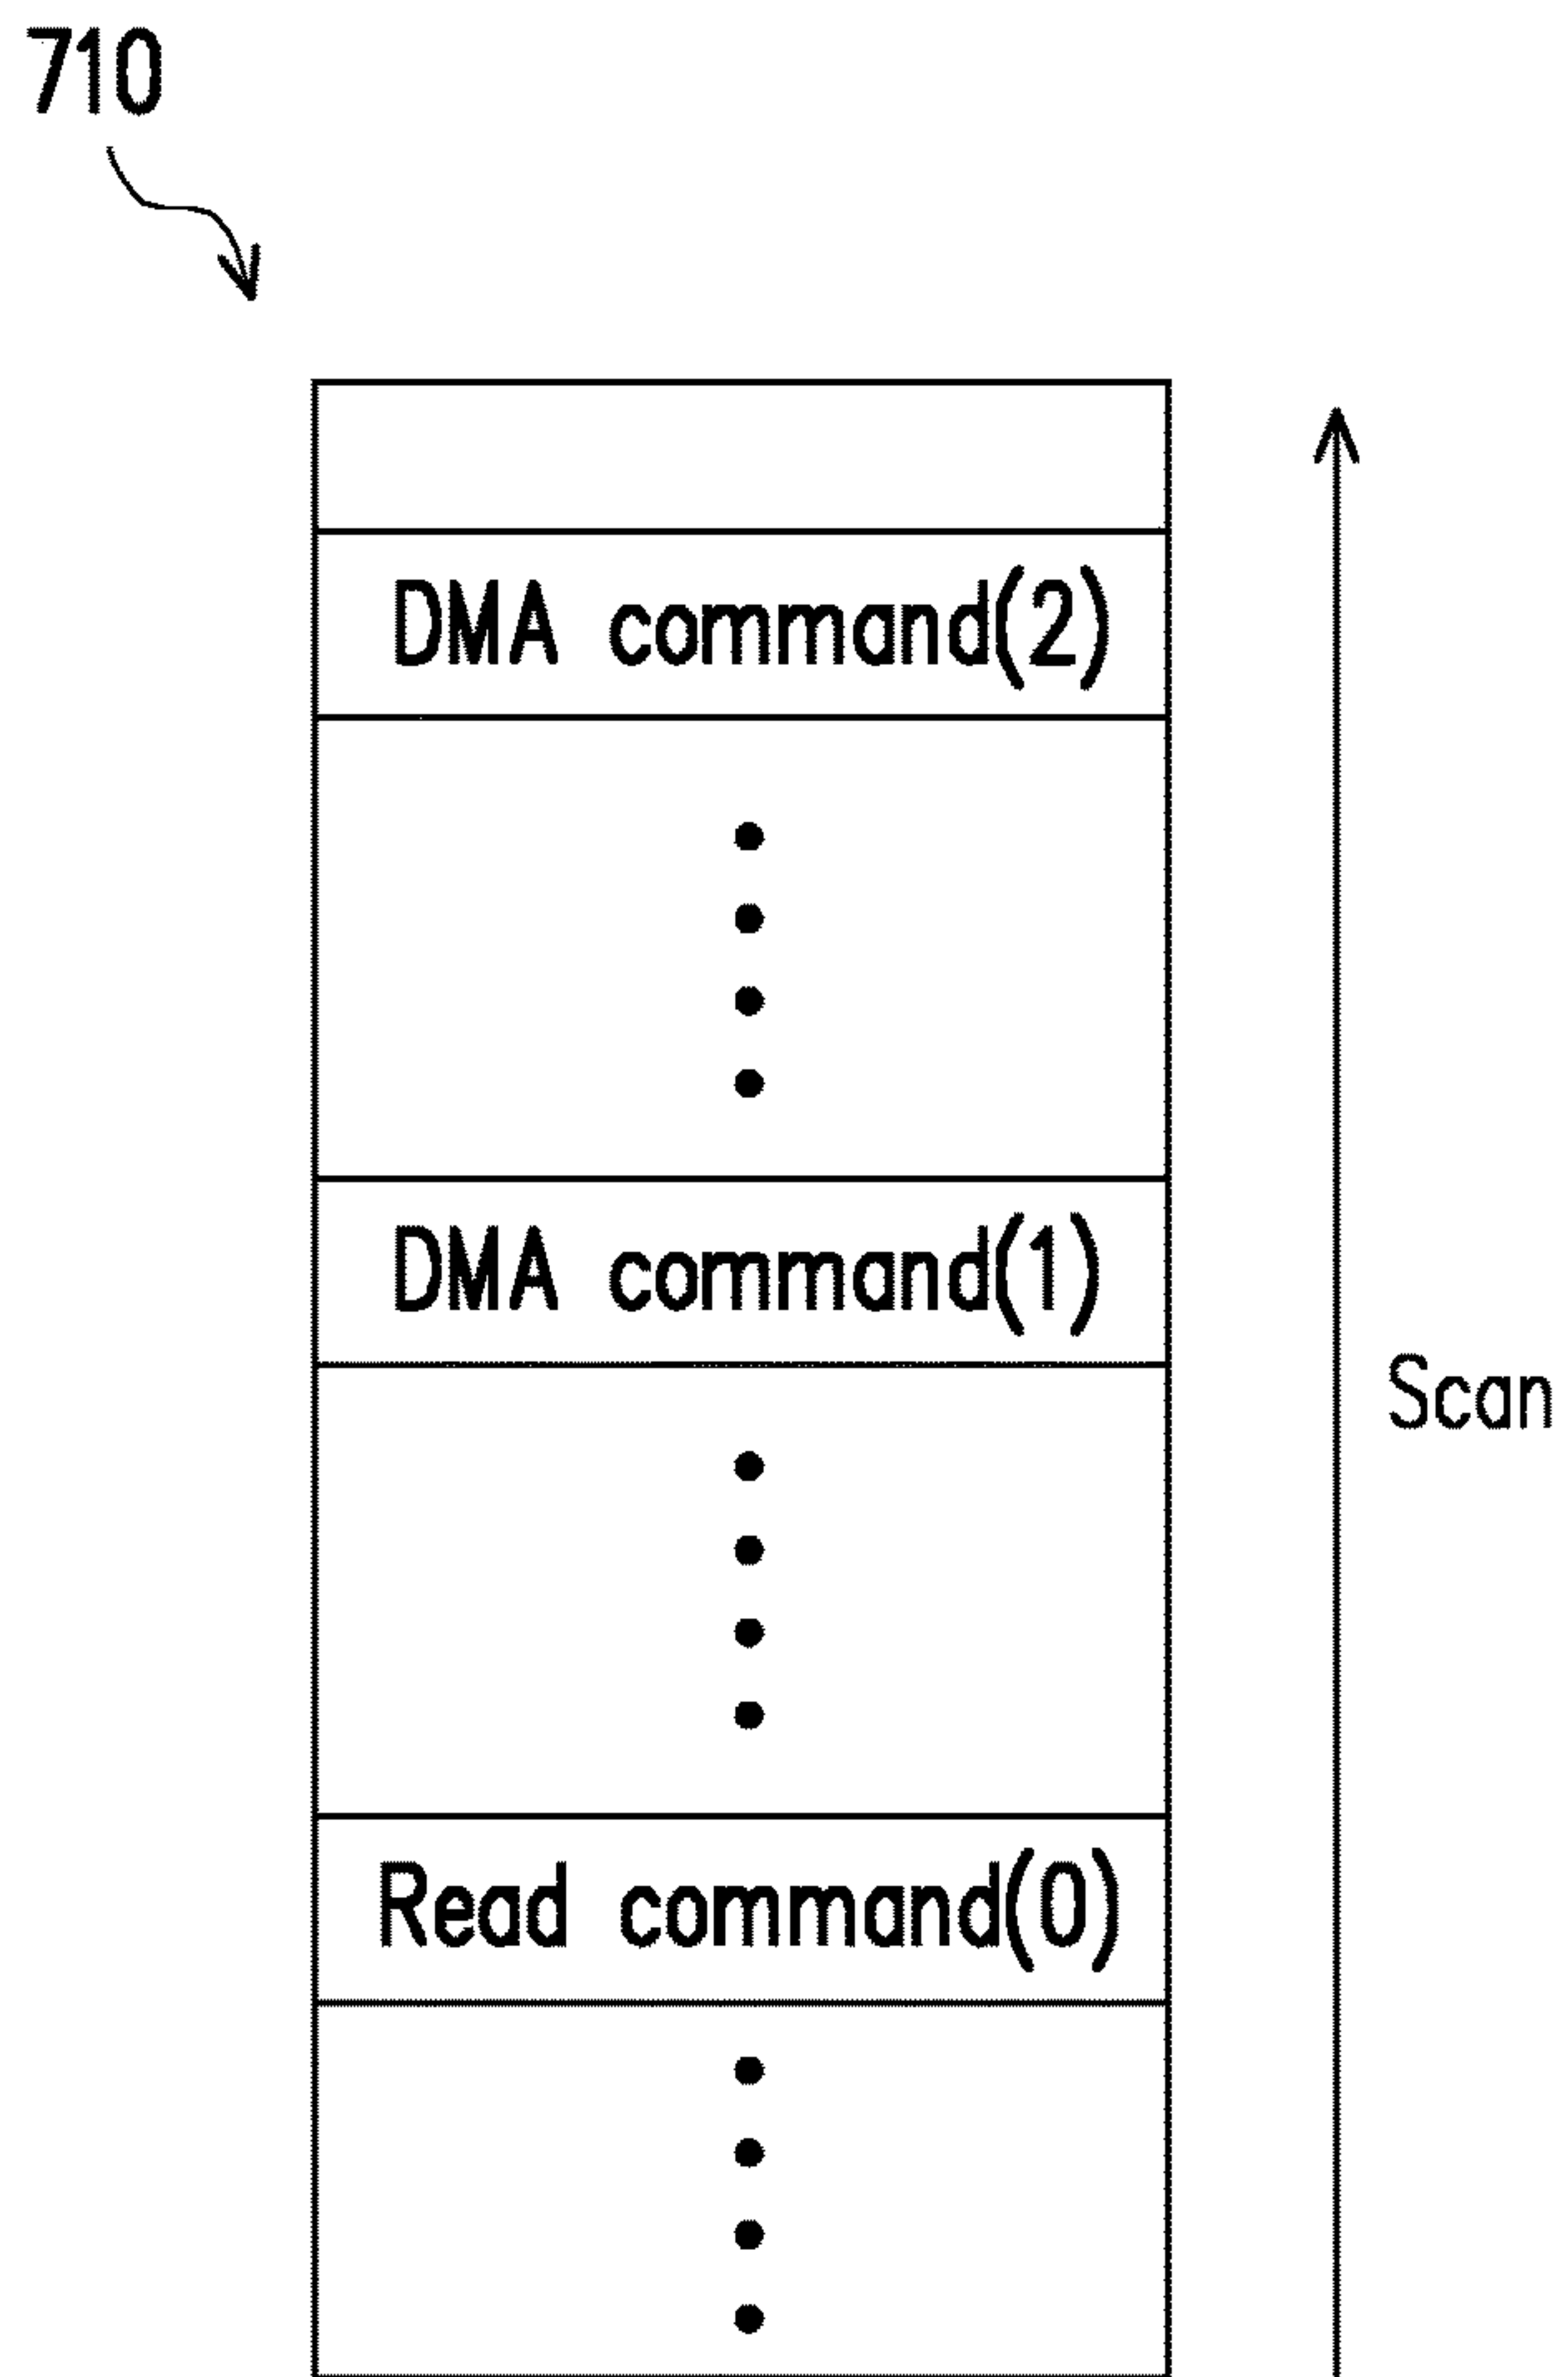 710
DMA command(2)
DMA command(1)
Scan
Read command(0)